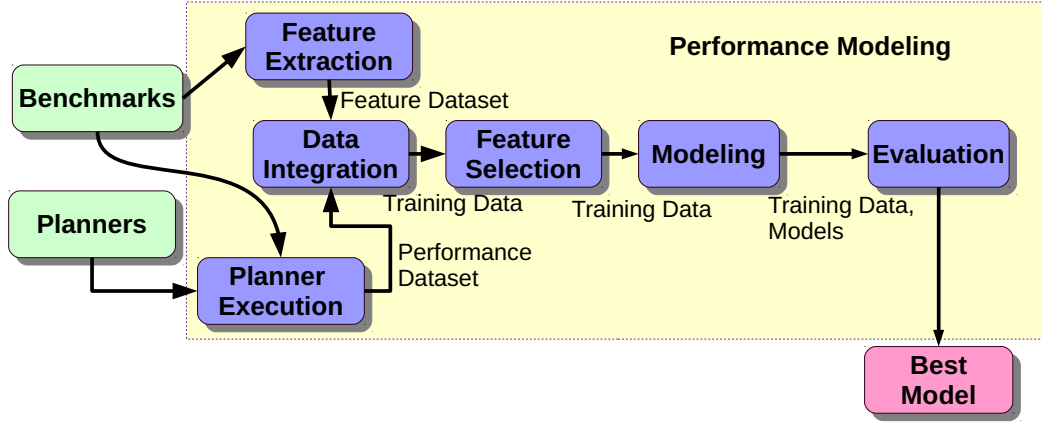 Feature
Extraction
Performance Modeling
Benchmarks
Feature Dataset
Data
Integration
Feature
Selection
Modeling
Evaluation
Training Data
Training Data
Training Data,
Models
Planners
Performance
Dataset
Planner
Execution
Best
Model